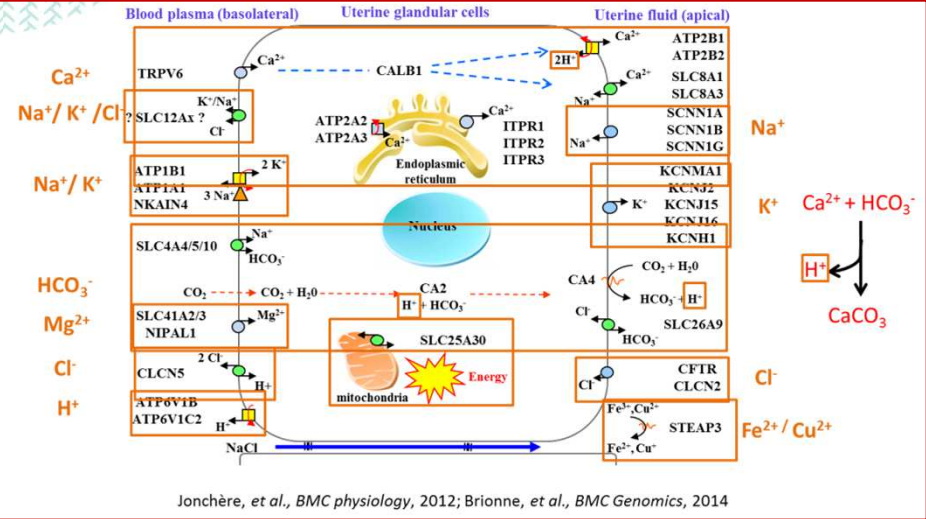 Blood plasma (basolateral)
Uterine glandular cells
Uterine fluid (apical)
Ca²⁺
TRPV6
Ca²⁺
CALB1
2H⁺
Ca²⁺
ATP2B1
ATP2B2
Ca²⁺
Na⁺
SLC8A1
SLC8A3
Na⁺/ K⁺ /Cl⁻
? SLC12Ax ?
K⁺/Na⁺
Cl⁻
ATP2A2
ATP2A3
Ca²⁺
Ca²⁺
ITPR1
ITPR2
ITPR3
Endoplasmic
reticulum
Na⁺
SCNN1A
SCNN1B
SCNN1G
Na⁺
Na⁺/ K⁺
ATP1B1
ATP1A1
NKAIN4
2 K⁺
3 Na⁺
Nucleus
K⁺
KCNMA1
KCNJ2
KCNJ15
KCNJ16
KCNH1
K⁺
Ca²⁺ + HCO₃⁻
H⁺
CaCO₃
HCO₃⁻
SLC4A4/5/10
Na⁺
HCO₃⁻
CO₂
CO₂ + H₂0
CA2
H⁺ + HCO₃⁻
CA4
CO₂ + H₂0
HCO₃⁻ + H⁺
Cl⁻
HCO₃⁻
SLC26A9
Mg²⁺
SLC41A2/3
NIPAL1
Mg²⁺
SLC25A30
mitochondria
Energy
Cl⁻
CLCN5
2 Cl⁻
H+
Cl⁻
CFTR
CLCN2
Cl⁻
H⁺
ATP6V1B
ATP6V1C2
H⁺
Fe³⁺,Cu²⁺
Fe²⁺,Cu⁺
STEAP3
Fe²⁺/ Cu²⁺
NaCl
Jonchère, et al., BMC physiology, 2012; Brionne, et al., BMC Genomics, 2014